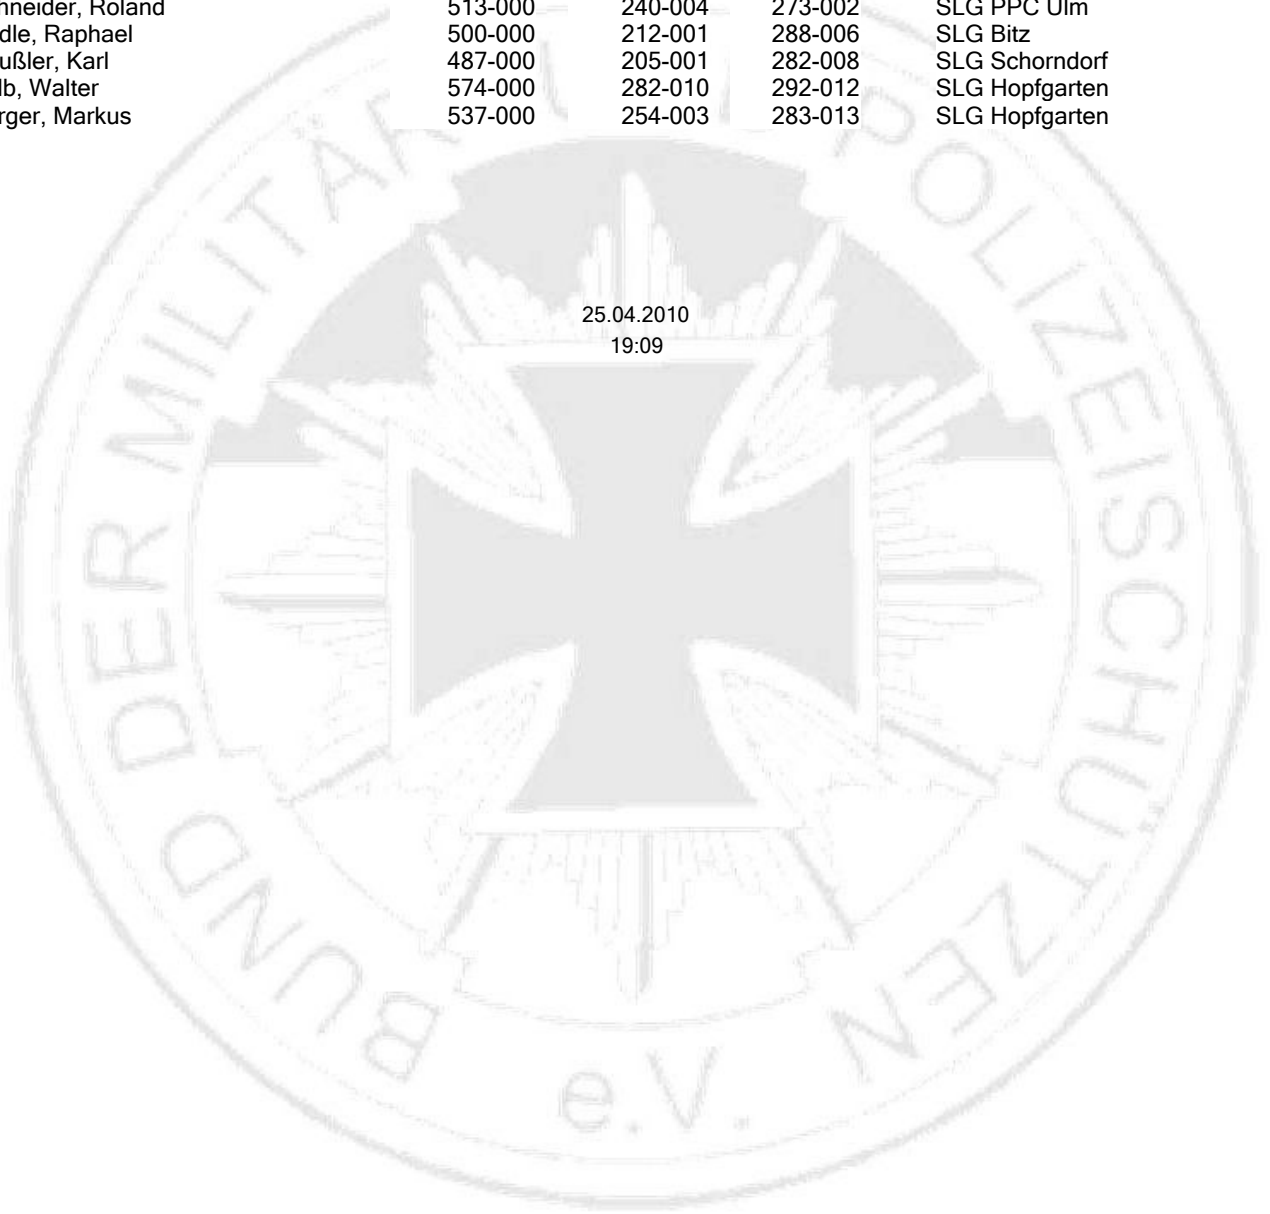 hneider, Roland 513-000 240-004 273-002 SLG PPC Ulm
dle, Raphael 500-000 212-001 288-006 SLG Bitz
ußler, Karl 487-000 205-001 282-008 SLG Schorndorf
lb, Walter 574-000 282-010 292-012 SLG Hopfgarten
rger, Markus 537-000 254-003 283-013 SLG Hopfgarten
25.04.2010
19:09
BUND DER MILITÄR POLIZEISCHÜTZEN
e.V.